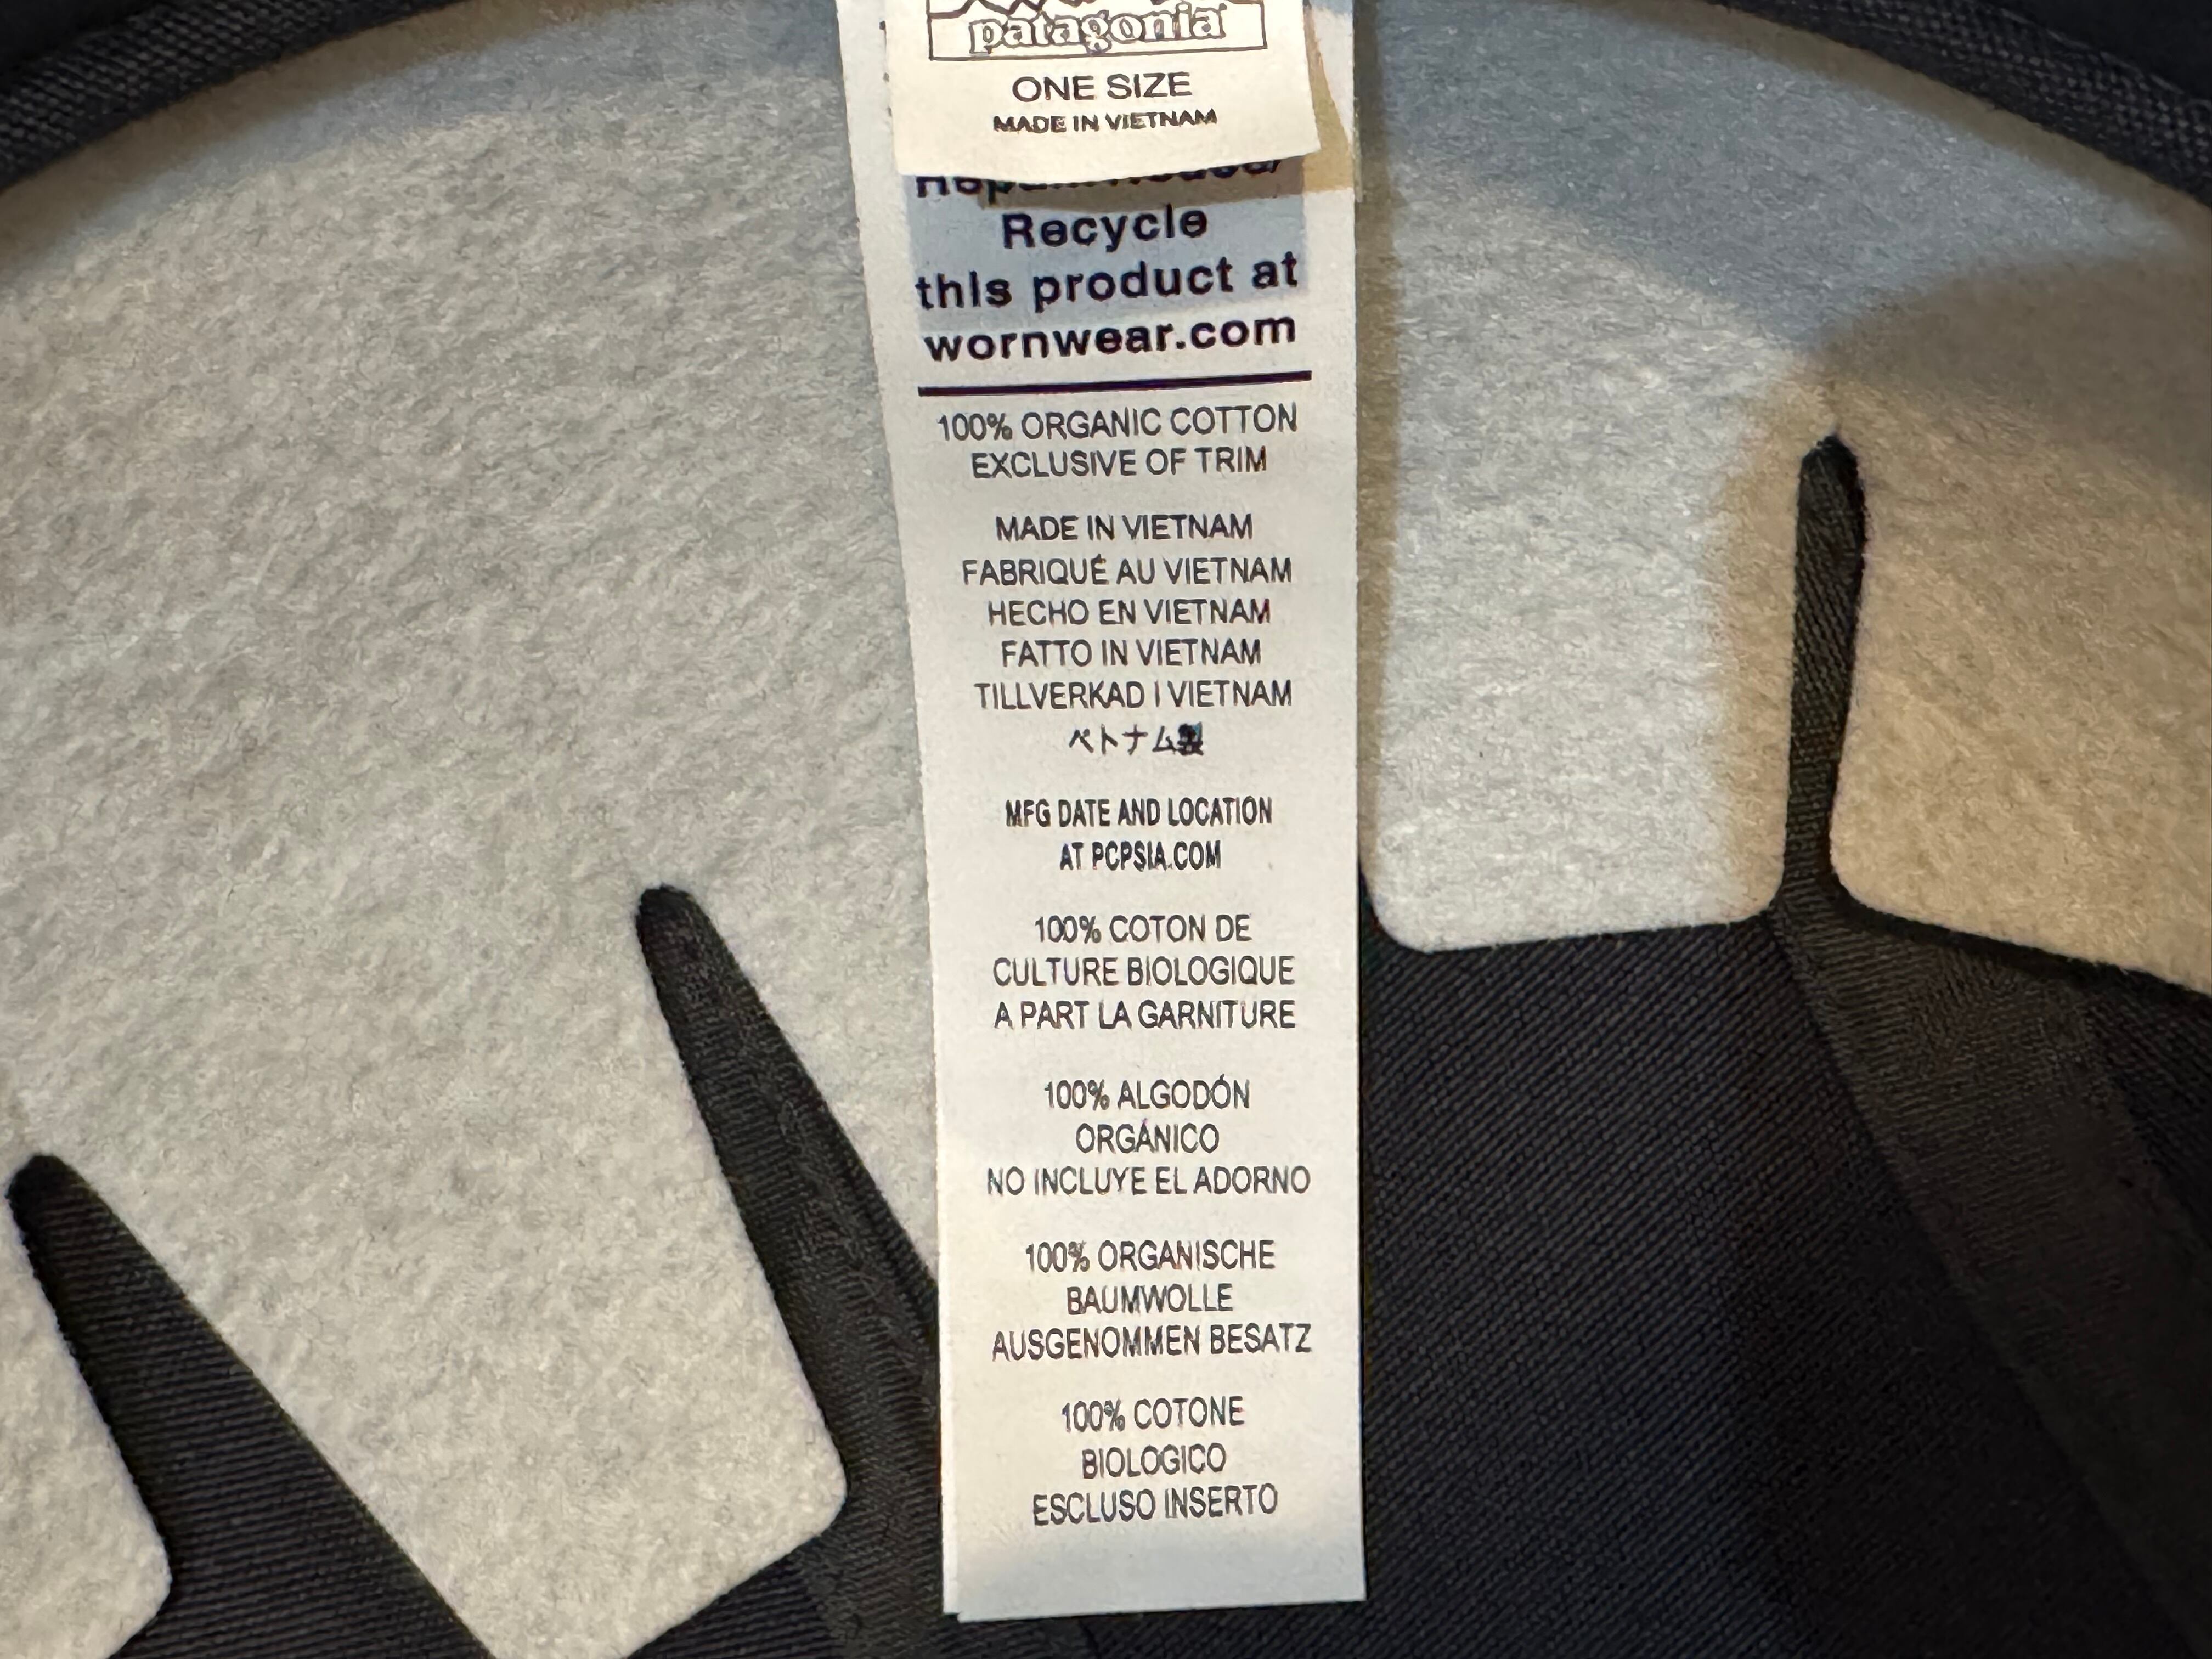 patagonia
ONE SIZE
MADE IN VIETNAM
Recycle
this product at
wornwear.com
100% ORGANIC COTTON
EXCLUSIVE OF TRIM
MADE IN VIETNAM
FABRIQUÉ AU VIETNAM
HECHO EN VIETNAM
FATTO IN VIETNAM
TILLVERKAD I VIETNAM
ベトナム製
MFG DATE AND LOCATION
AT PCPSIA.COM
100% COTON DE
CULTURE BIOLOGIQUE
A PART LA GARNITURE
100% ALGODÓN
ORGÁNICO
NO INCLUYE EL ADORNO
100% ORGANISCHE
BAUMWOLLE
AUSGENOMMEN BESATZ
100% COTONE
BIOLOGICO
ESCLUSO INSERTO